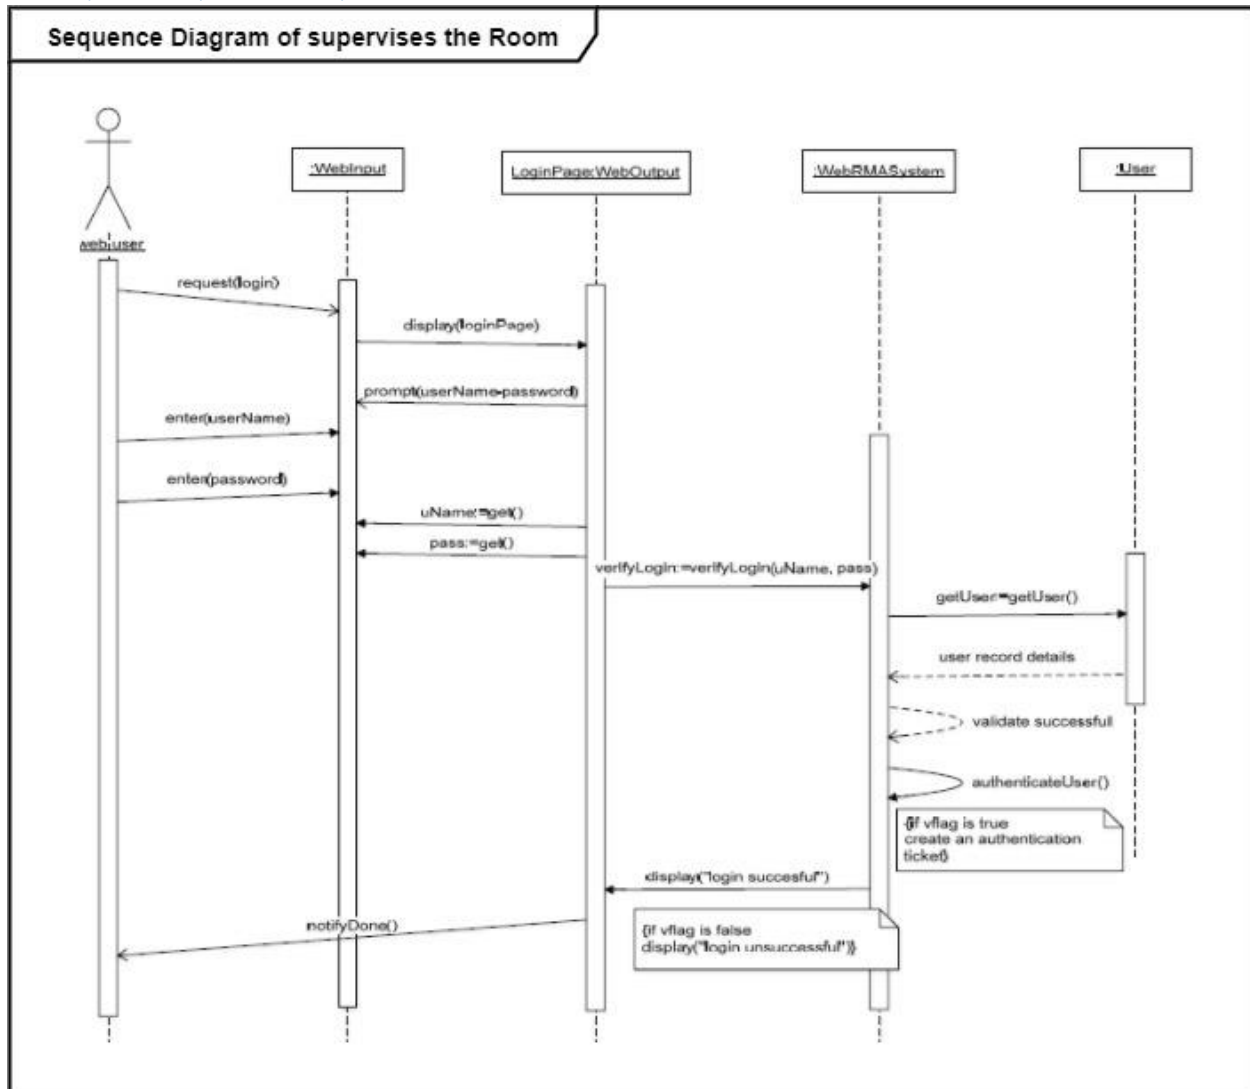 Sequence Diagram of supervises the Room
:WebInput
LoginPage:WebOutput
:WebRMASystem
:User
web user
request(login)
display(loginPage)
prompt(userName-password)
enter(userName)
enter(password)
uName:=get()
pass:=get()
verifyLogin:=verifyLogin(uName, pass)
getUser:=getUser()
user record details
validate successfull
authenticateUser()
{if vflag is true
create an authentication
ticket}
display("login succesful")
notifyDone()
{if vflag is false
display("login unsuccessful")}